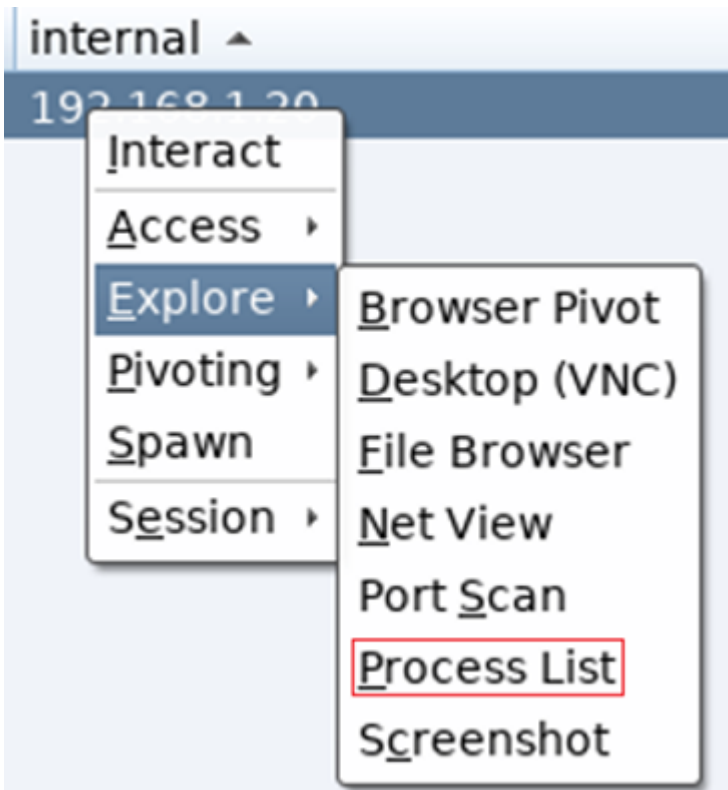 internal
192.168.1.20
Interact
Access
Explore
Pivoting
Spawn
Session
Browser Pivot
Desktop (VNC)
File Browser
Net View
Port Scan
Process List
Screenshot